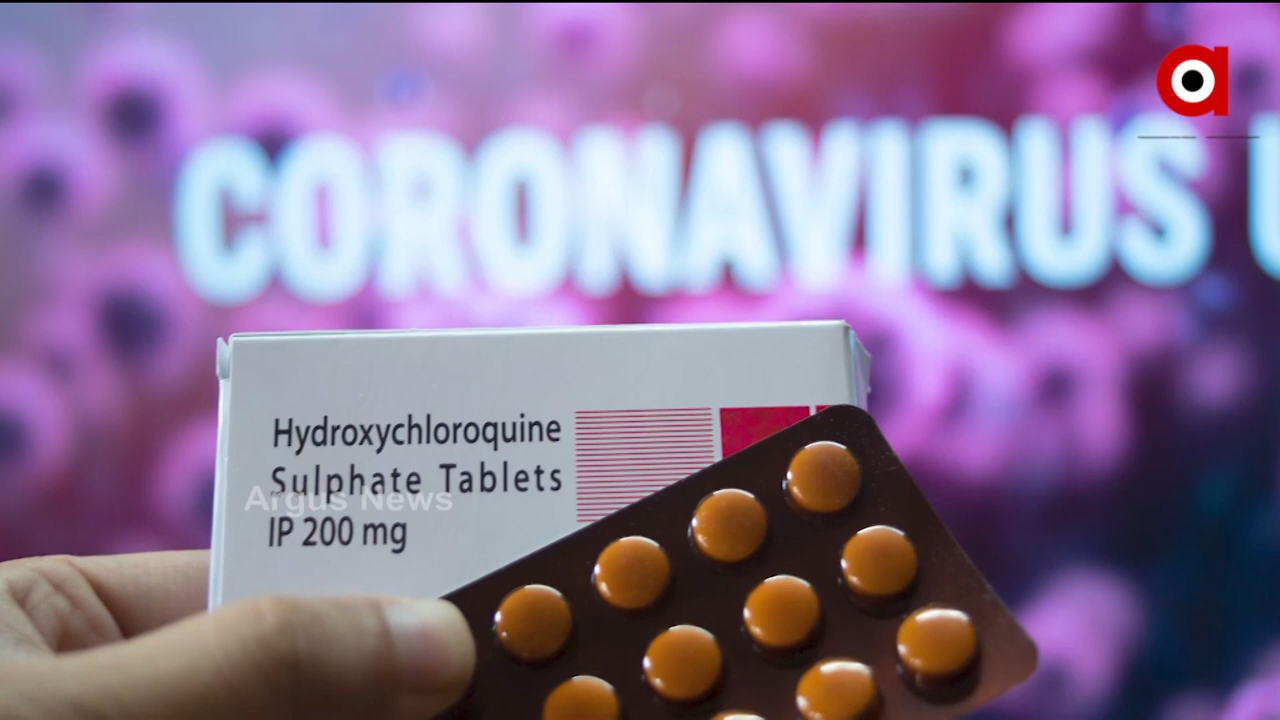 CORONAVIRUS U
Hydroxychloroquine
Sulphate Tablets
Argus News
IP 200 mg